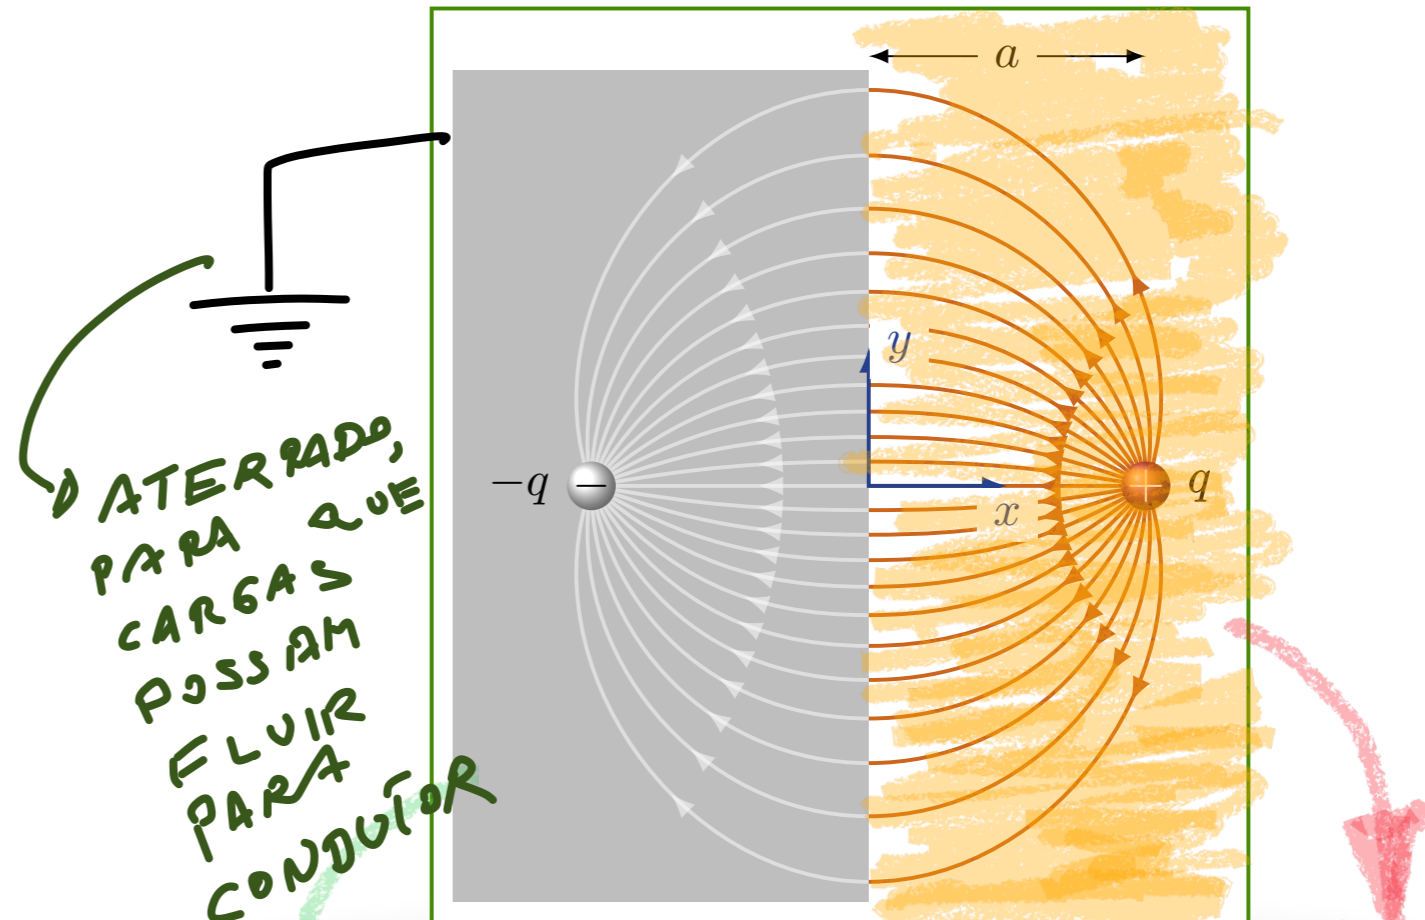 a
y
-q
q
x
ATERRADO,
PARA QUE
CARGAS
POSSAM
FLUIR
PARA
CONDUTOR